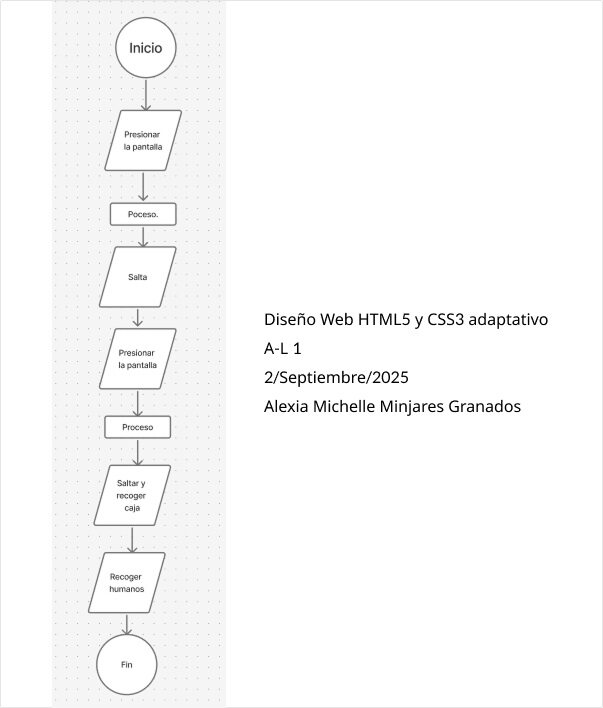 Inicio
Presionar
la pantalla
Poceso.
Salta
Presionar
la pantalla
Proceso
Saltar y
recoger
caja
Recoger
humanos
Fin
Diseño Web HTML5 y CSS3 adaptativo
A-L 1
2/Septiembre/2025
Alexia Michelle Minjares Granados